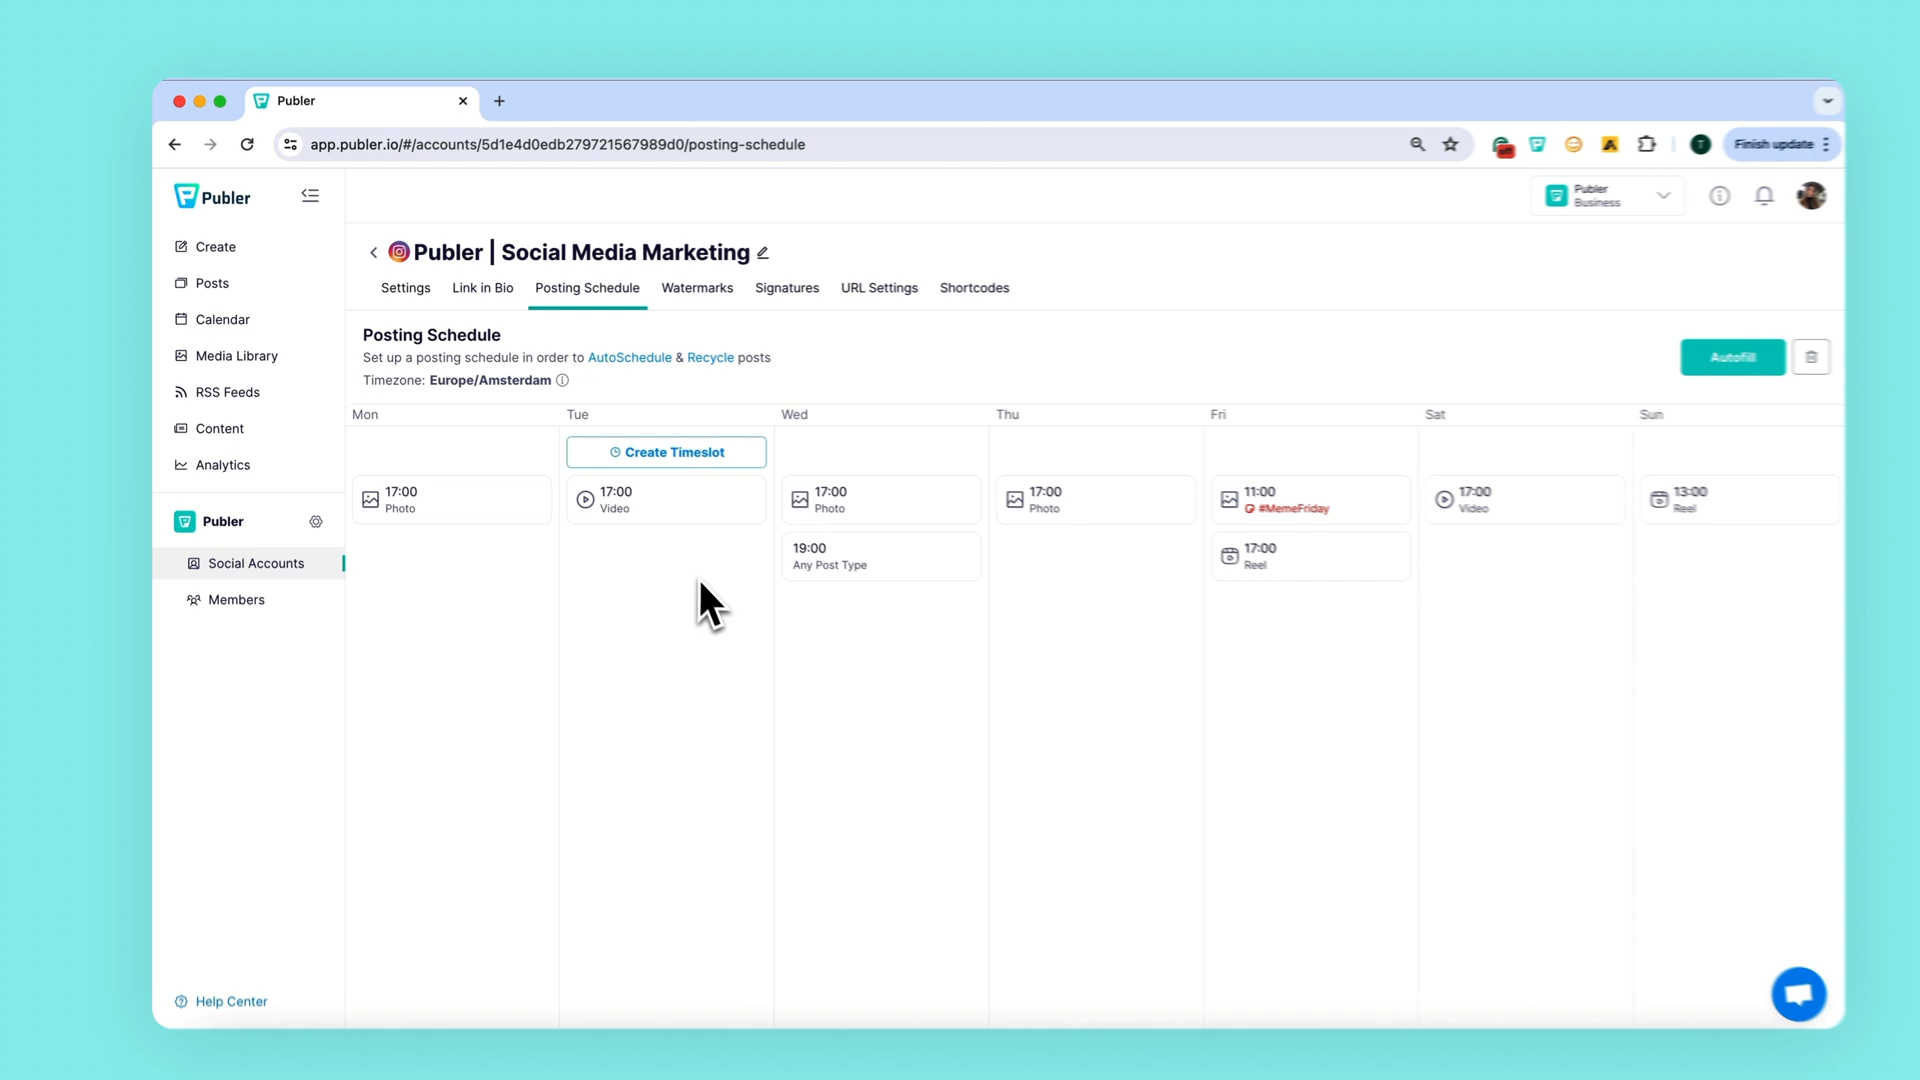 Publer
app.publer.io/#/accounts/5d1e4d0edb279721567989d0/posting-schedule
T
Finish update
Publer
Publer
Business
Create
Posts
Calendar
Media Library
RSS Feeds
Content
Analytics
Publer
Social Accounts
Members
Help Center
Publer | Social Media Marketing
Settings Link in Bio Posting Schedule Watermarks Signatures URL Settings Shortcodes
Posting Schedule
Set up a posting schedule in order to AutoSchedule & Recycle posts
Timezone: Europe/Amsterdam
Autofill
Mon Tue Wed Thu Fri Sat Sun
Create Timeslot
17:00
Photo
17:00
Video
17:00
Photo
17:00
Photo
11:00
#MemeFriday
17:00
Video
13:00
Reel
19:00
Any Post Type
17:00
Reel